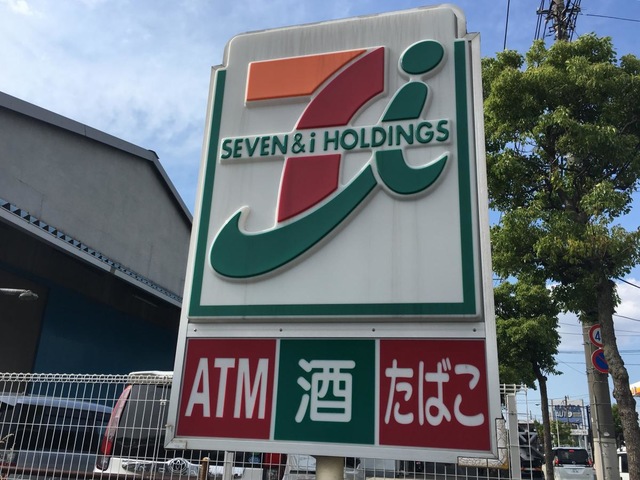 SEVEN & i HOLDINGS
ATM
酒
たばこ